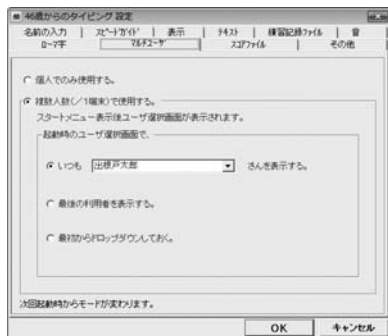 46歳からのタイピング 設定
名前の入力 | スピードガイド | 表示 | テキスト | 練習記録ファイル | 音
ローマ字 | マルチユーザ | スコアファイル | その他
個人でのみ使用する。
複数人数(/1端末)で使用する。
スタートメニュー表示後ユーザ選択画面が表示されます。
起動時のユーザ選択画面で、
いつも 出根戸太郎 さんを表示する。
最後の利用者を表示する。
最初からドロップダウンしておく。
次回起動時からモードが変わります。
OK キャンセル